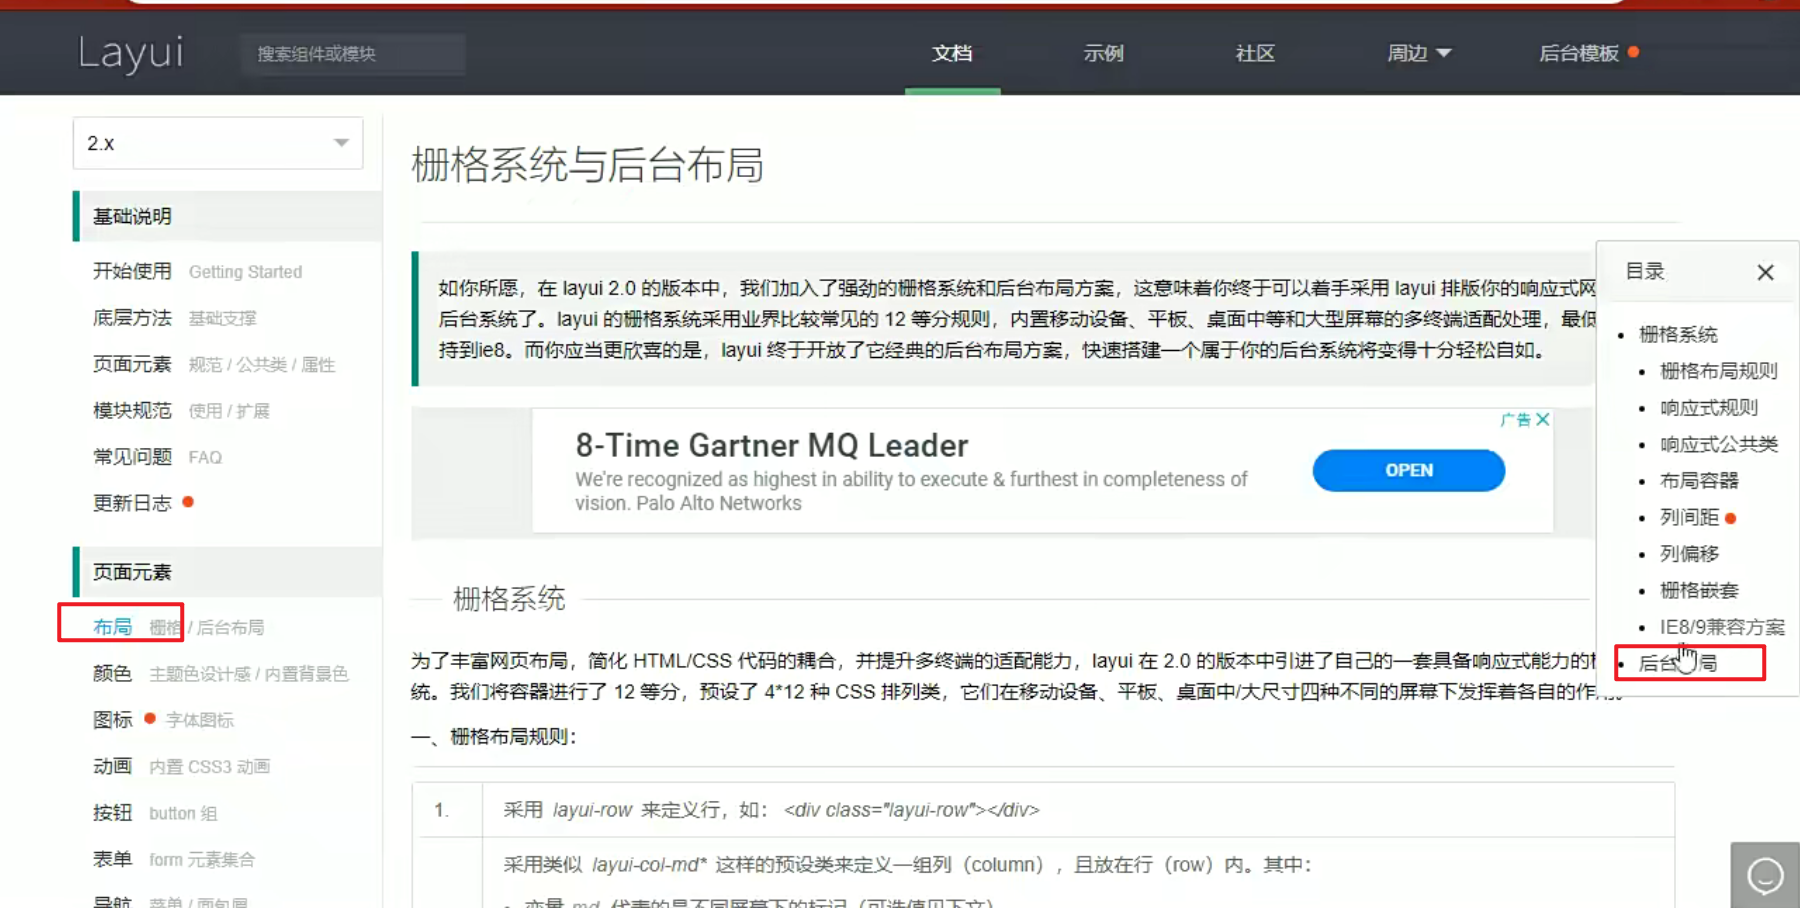 Layui 搜索组件或模块 文档 示例 社区 周边 后台模板
2.x
基础说明
开始使用 Getting Started
底层方法 基础支撑
页面元素 规范 / 公共类 / 属性
模块规范 使用 / 扩展
常见问题 FAQ
更新日志
页面元素
布局 栅格 / 后台布局
颜色 主题色设计感 / 内置背景色
图标 字体图标
动画 内置 CSS3 动画
按钮 button 组
表单 form 元素集合
导航 菜单 / 面包屑
栅格系统与后台布局
如你所愿，在 layui 2.0 的版本中，我们加入了强劲的栅格系统和后台布局方案，这意味着你终于可以着手采用 layui 排版你的响应式网
后台系统了。layui 的栅格系统采用业界比较常见的 12 等分规则，内置移动设备、平板、桌面中等和大型屏幕的多终端适配处理，最低
持到ie8。而你应当更欣喜的是，layui 终于开放了它经典的后台布局方案，快速搭建一个属于你的后台系统将变得十分轻松自如。
广告
8-Time Gartner MQ Leader
We're recognized as highest in ability to execute & furthest in completeness of
vision. Palo Alto Networks
OPEN
栅格系统
为了丰富网页布局，简化 HTML/CSS 代码的耦合，并提升多终端的适配能力，layui 在 2.0 的版本中引进了自己的一套具备响应式能力的
统。我们将容器进行了 12 等分，预设了 4*12 种 CSS 排列类，它们在移动设备、平板、桌面中/大尺寸四种不同的屏幕下发挥着各自的作用。
一、栅格布局规则：
1. 采用 layui-row 来定义行，如： <div class="layui-row"></div>
采用类似 layui-col-md* 这样的预设类来定义一组列（column），且放在行（row）内。其中：
变量 md 代表的是不同屏幕下的标记（可选值见下文）
目录
栅格系统
栅格布局规则
响应式规则
响应式公共类
布局容器
列间距
列偏移
栅格嵌套
IE8/9兼容方案
后台布局